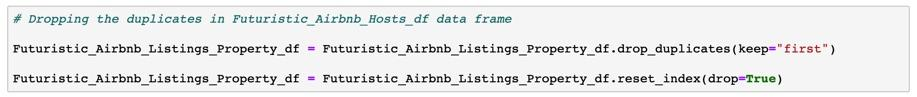 # Dropping the duplicates in Futuristic_Airbnb_Hosts_df data frame
Futuristic_Airbnb_Listings_Property_df = Futuristic_Airbnb_Listings_Property_df.drop_duplicates(keep="first")
Futuristic_Airbnb_Listings_Property_df = Futuristic_Airbnb_Listings_Property_df.reset_index(drop=True)